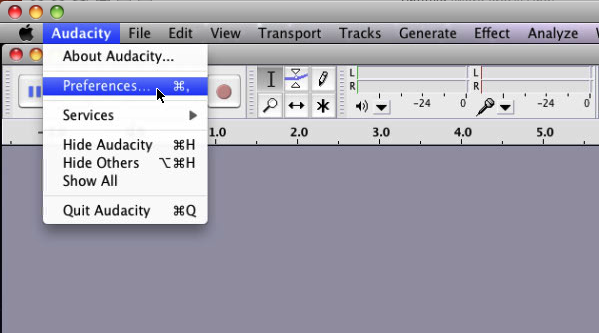 Audacity File Edit View Transport Tracks Generate Effect Analyze
About Audacity...
Preferences... ⌘,
Services
Hide Audacity ⌘H
Hide Others ⌥⌘H
Show All
Quit Audacity ⌘Q
L L
R R
-24 0 -24 0
1.0 2.0 3.0 4.0 5.0